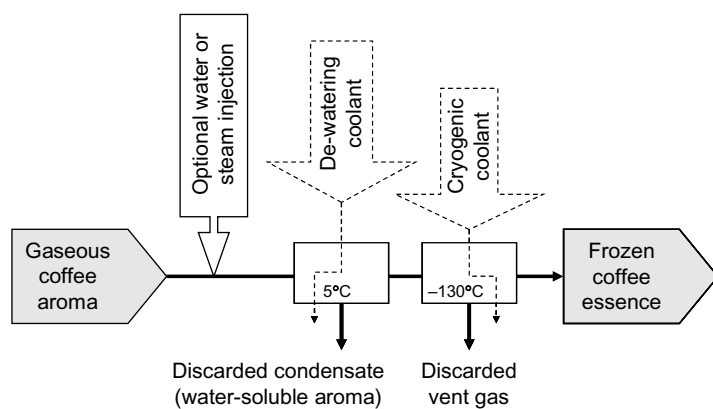 Optional water or
steam injection
De-watering
coolant
Cryogenic
coolant
Gaseous
coffee
aroma
5°C
–130°C
Frozen
coffee
essence
Discarded condensate
(water-soluble aroma)
Discarded
vent gas